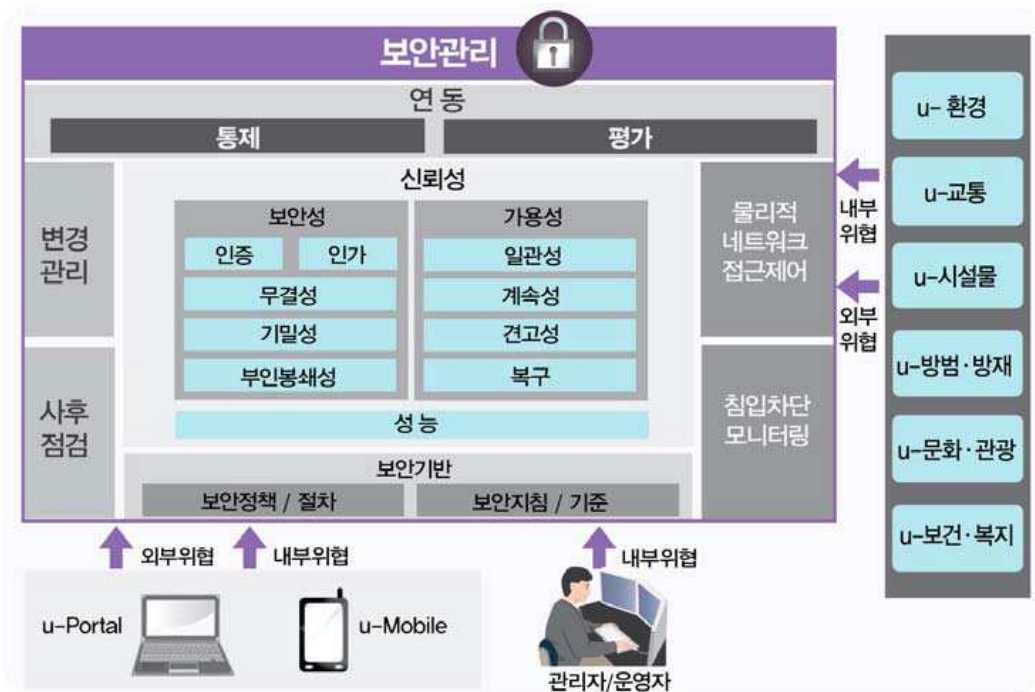 보안관리
연 동
통제
평가
변경
관리
사후
점검
신뢰성
보안성
인증
인가
무결성
기밀성
부인봉쇄성
가용성
일관성
계속성
견고성
복구
성 능
보안기반
보안정책 / 절차
보안지침 / 기준
물리적
네트워크
접근제어
침입차단
모니터링
내부
위협
외부
위협
u- 환경
u-교통
u-시설물
u-방범·방재
u-문화·관광
u-보건·복지
외부위협
내부위협
내부위협
u-Portal
u-Mobile
관리자/운영자